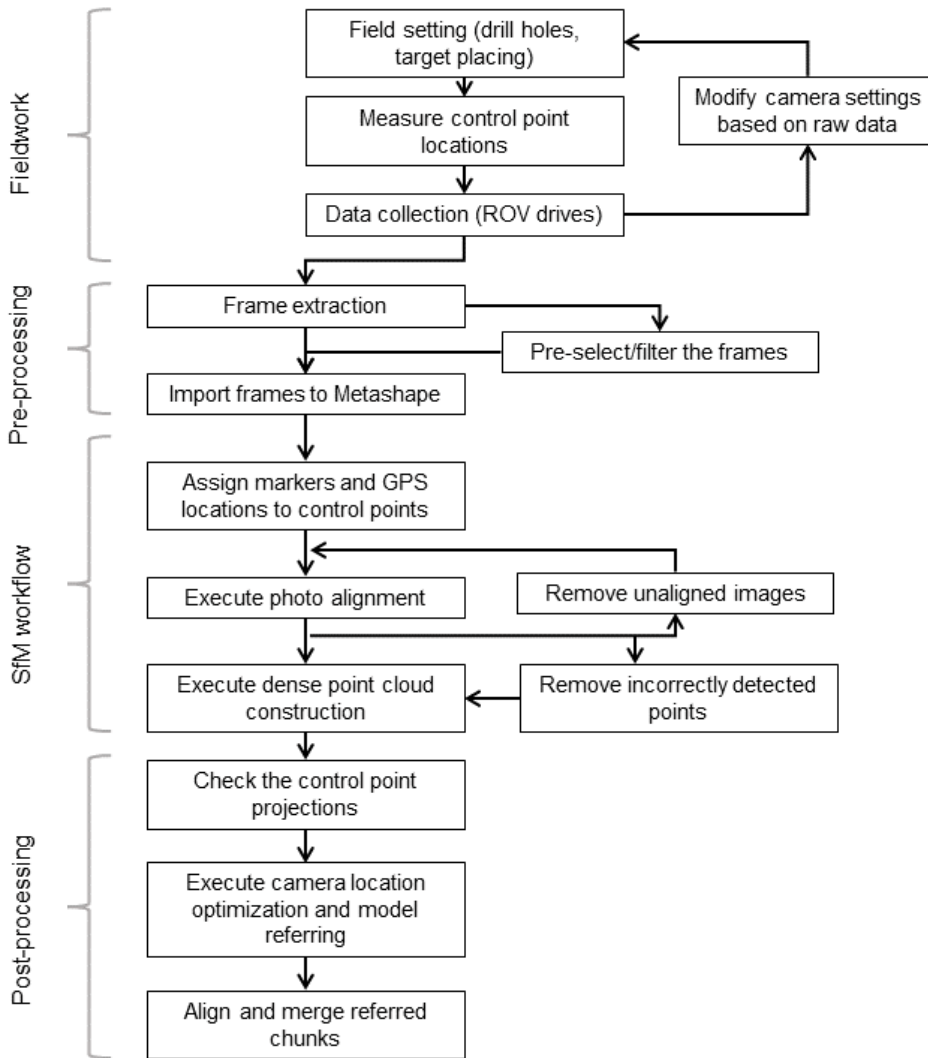 Fieldwork
Field setting (drill holes,
target placing)
Measure control point
locations
Data collection (ROV drives)
Modify camera settings
based on raw data
Pre-processing
Frame extraction
Pre-select/filter the frames
Import frames to Metashape
SfM workflow
Assign markers and GPS
locations to control points
Execute photo alignment
Remove unaligned images
Execute dense point cloud
construction
Remove incorrectly detected
points
Post-processing
Check the control point
projections
Execute camera location
optimization and model
referring
Align and merge referred
chunks